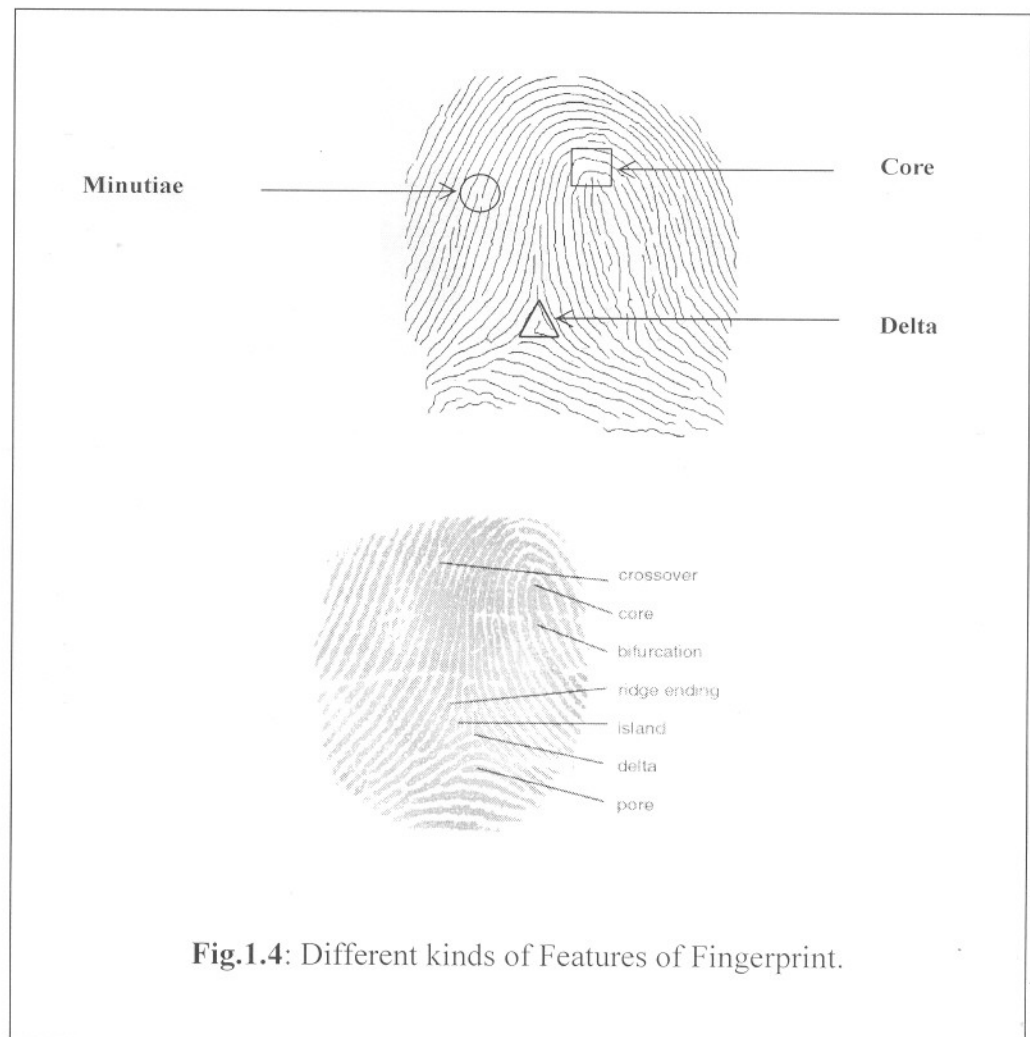 Minutiae
Core
Delta
crossover
core
bifurcation
ridge ending
island
delta
pore
Fig.1.4: Different kinds of Features of Fingerprint.